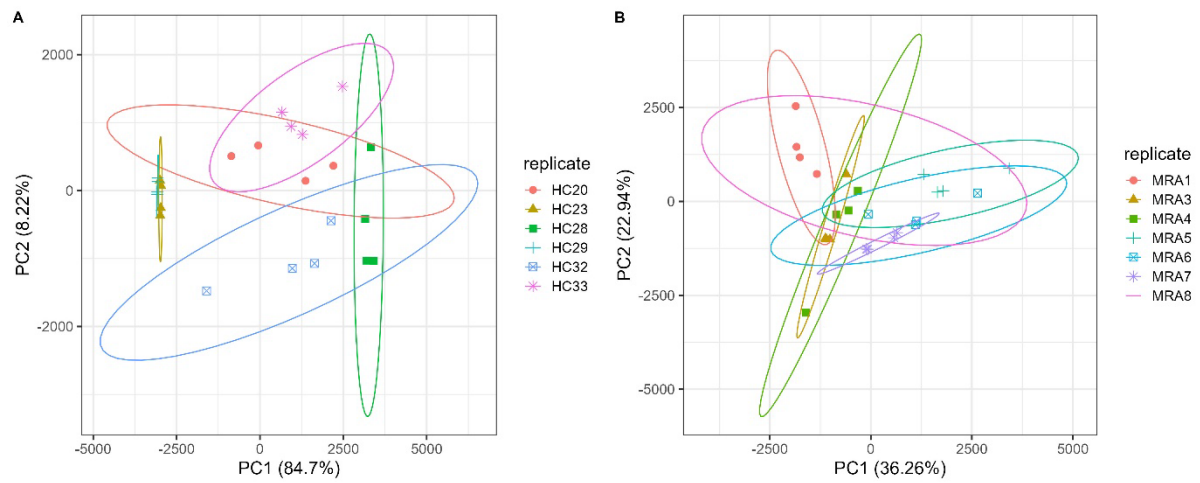 A
PC2 (8.22%)
2000
0
-2000
-5000 -2500 0 2500 5000
PC1 (84.7%)
replicate
HC20
HC23
HC28
HC29
HC32
HC33
B
PC2 (22.94%)
2500
0
-2500
-5000
-2500 0 2500 5000
PC1 (36.26%)
replicate
MRA1
MRA3
MRA4
MRA5
MRA6
MRA7
MRA8